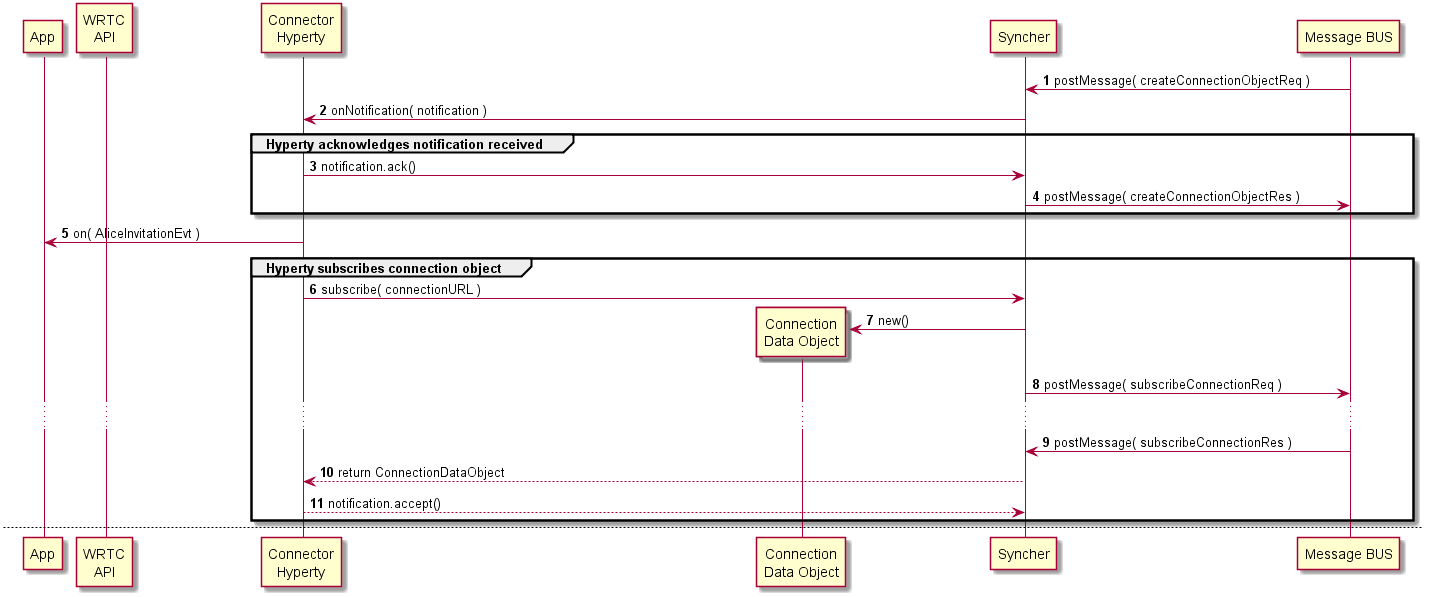 App
WRTC
API
Connector
Hyperty
Syncher
Message BUS
1 postMessage( createConnectionObjectReq )
2 onNotification( notification )
Hyperty acknowledges notification received
3 notification.ack()
4 postMessage( createConnectionObjectRes )
5 on( AliceInvitationEvt )
Hyperty subscribes connection object
6 subscribe( connectionURL )
7 new()
Connection
Data Object
8 postMessage( subscribeConnectionReq )
9 postMessage( subscribeConnectionRes )
10 return ConnectionDataObject
11 notification.accept()
App
WRTC
API
Connector
Hyperty
Connection
Data Object
Syncher
Message BUS